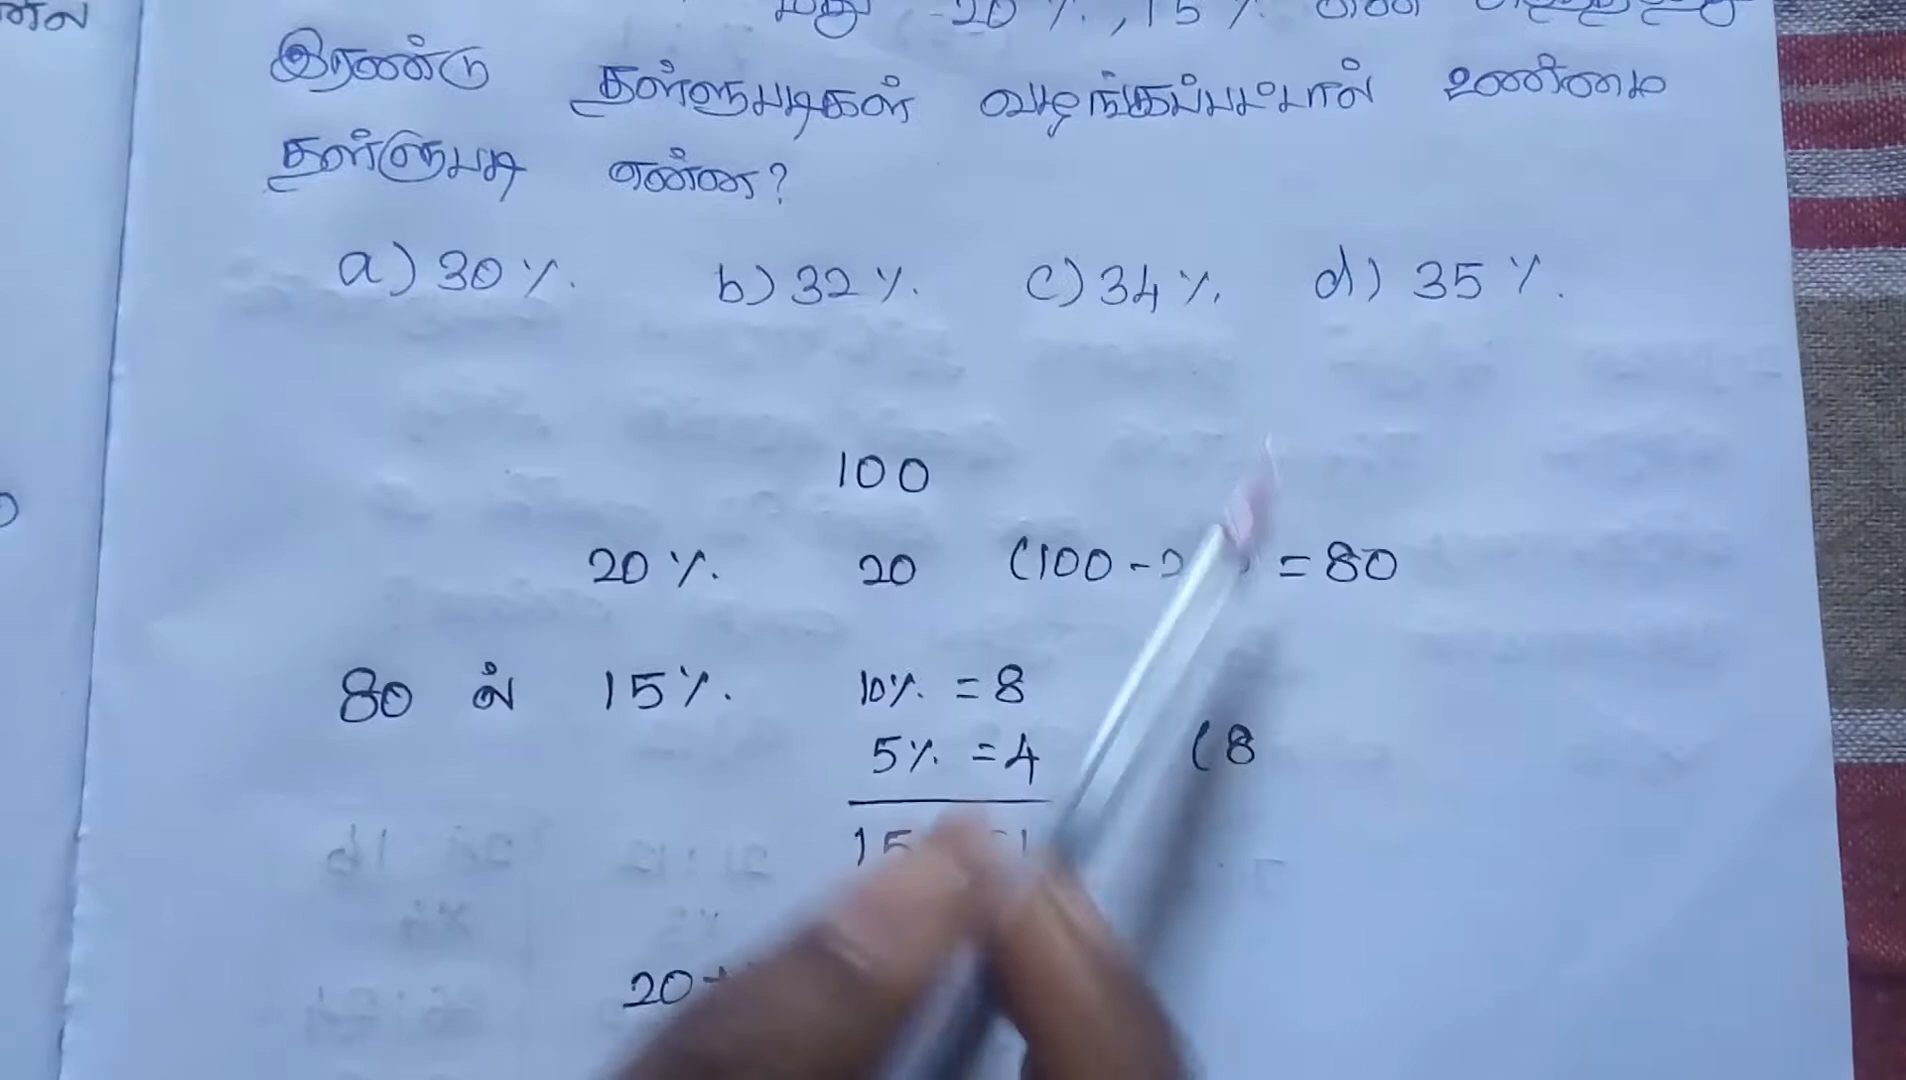 20 %. , 15 %.
இரண்டு தள்ளுபடிகள் வழங்கப்பட்டால் உண்மை
தள்ளுபடி என்ன?
a) 30 %. b) 32 %. c) 34 %. d) 35 %.
100
20 %. 20 (100 - 2 = 80
80 ல் 15 %. 10 %. = 8
5 %. = 4 ( 8
15
20 +